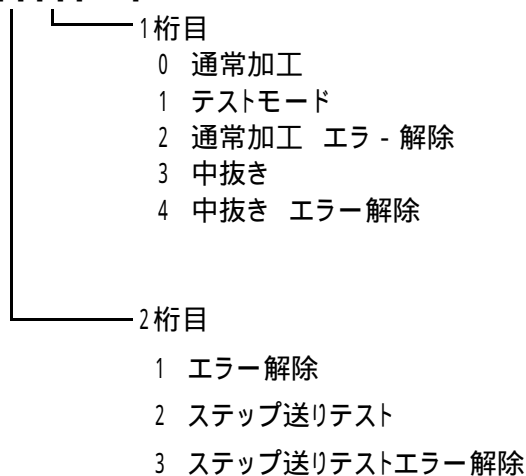 1桁目
0 通常加工
1 テストモード
2 通常加工 エラ - 解除
3 中抜き
4 中抜き エラー解除
2桁目
1 エラー解除
2 ステップ送りテスト
3 ステップ送りテストエラー解除